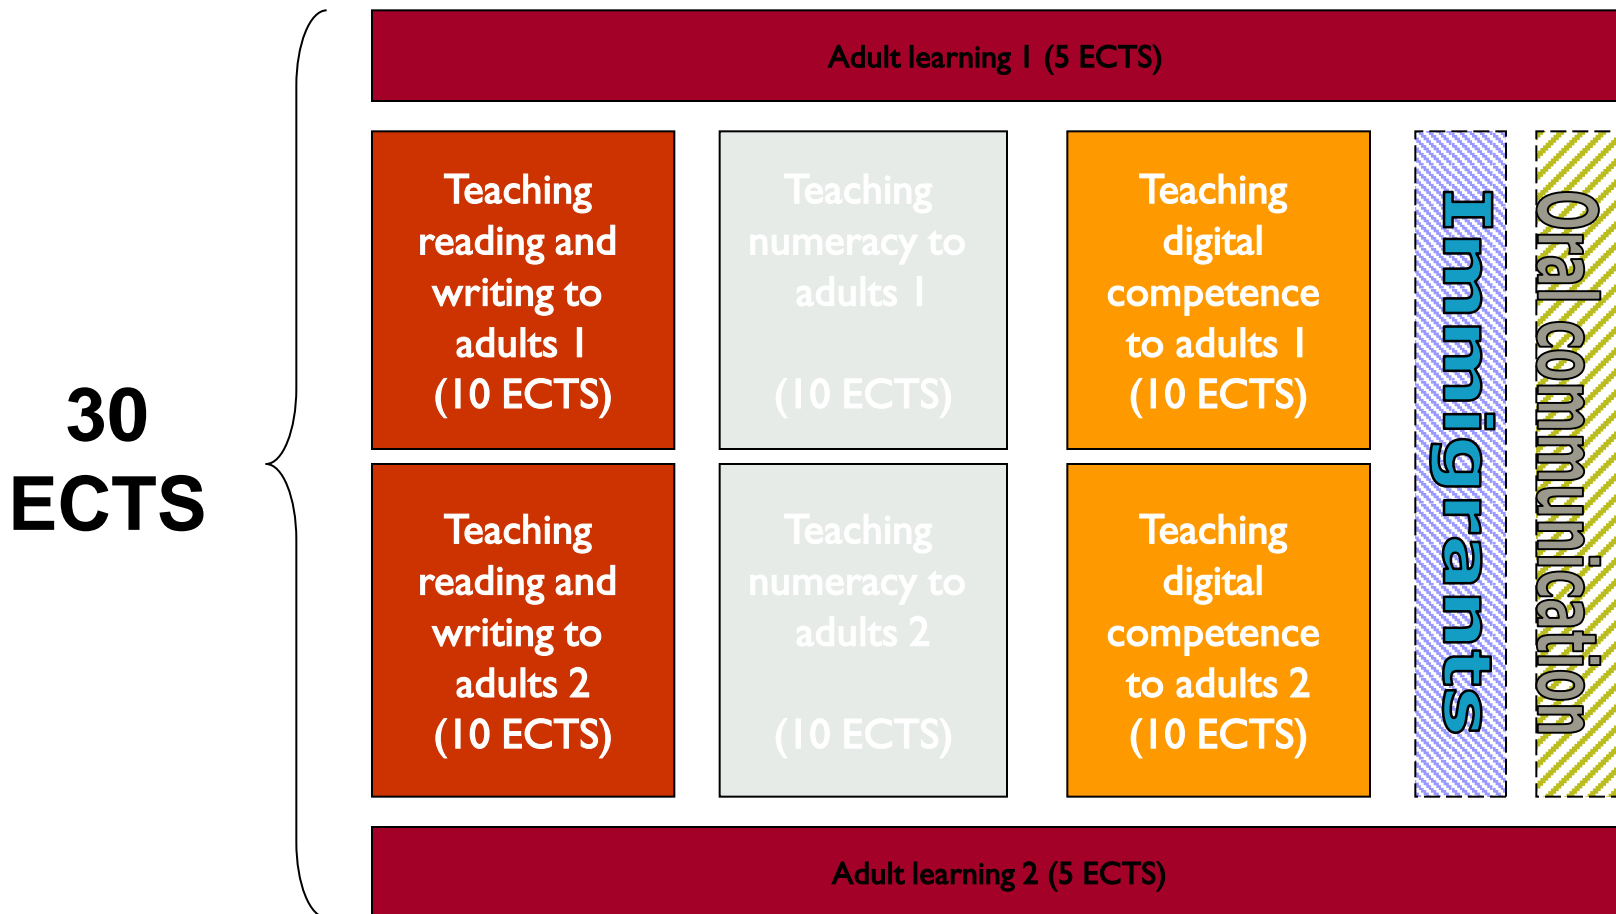 Adult learning 1 (5 ECTS)
30
ECTS
Teaching
reading and
writing to
adults 1
(10 ECTS)
Teaching
numeracy to
adults 1
(10 ECTS)
Teaching
digital
competence
to adults 1
(10 ECTS)
Teaching
reading and
writing to
adults 2
(10 ECTS)
Teaching
numeracy to
adults 2
(10 ECTS)
Teaching
digital
competence
to adults 2
(10 ECTS)
Immigrants
Oral communication
Adult learning 2 (5 ECTS)